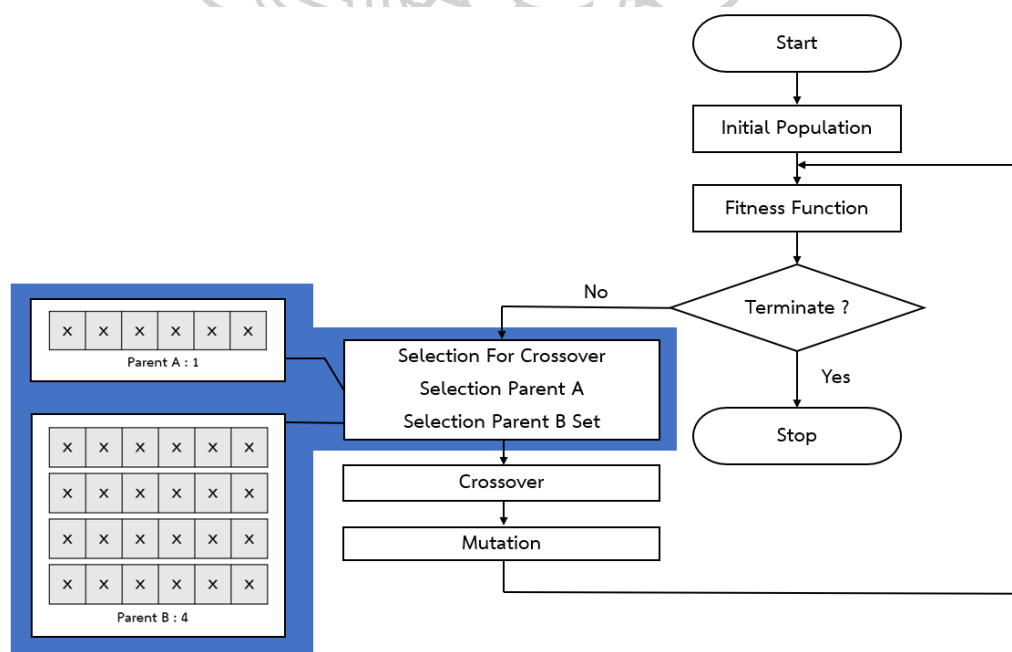 Start
Initial Population
Fitness Function
Terminate ?
No
Yes
Stop
Selection For Crossover
Selection Parent A
Selection Parent B Set
Crossover
Mutation
x x x x x x
Parent A : 1
x x x x x x
x x x x x x
x x x x x x
x x x x x x
Parent B : 4